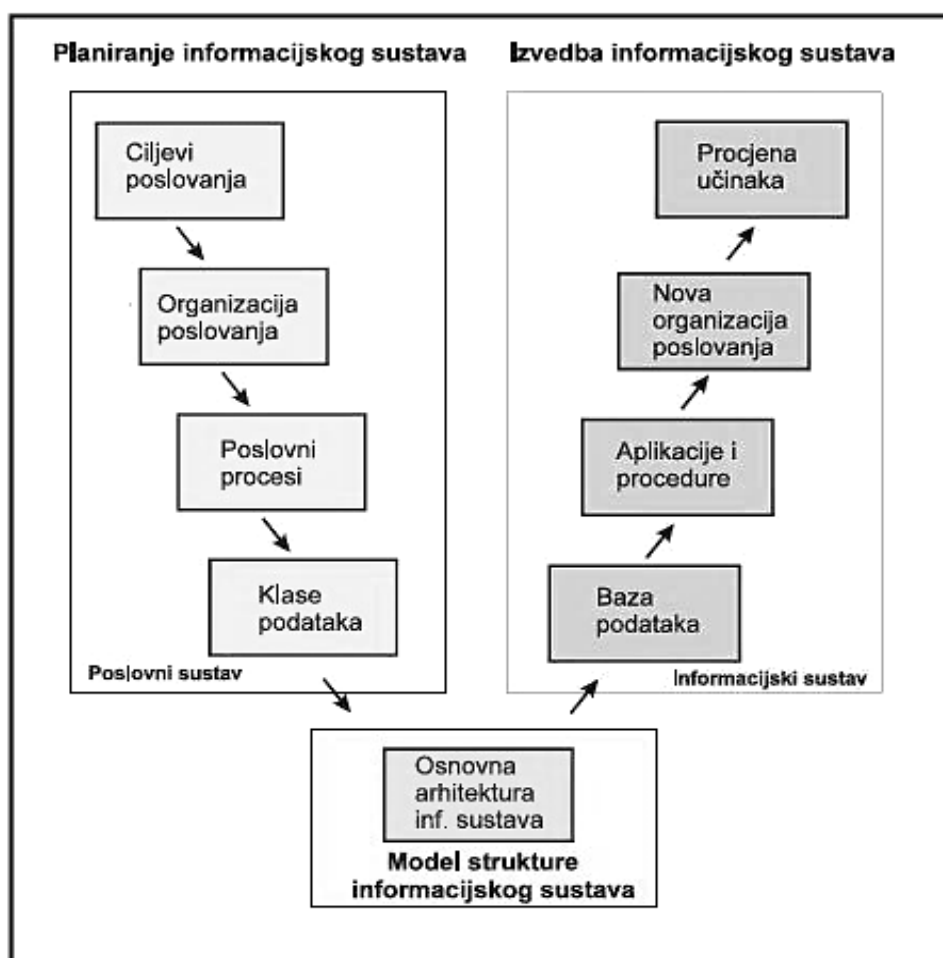 Planiranje informacijskog sustava
Ciljevi
poslovanja
Organizacija
poslovanja
Poslovni
procesi
Klase
podataka
Poslovni sustav
Izvedba informacijskog sustava
Procjena
učinaka
Nova
organizacija
poslovanja
Aplikacije i
procedure
Baza
podataka
Informacijski sustav
Osnovna
arhitektura
inf. sustava
Model strukture
informacijskog sustava